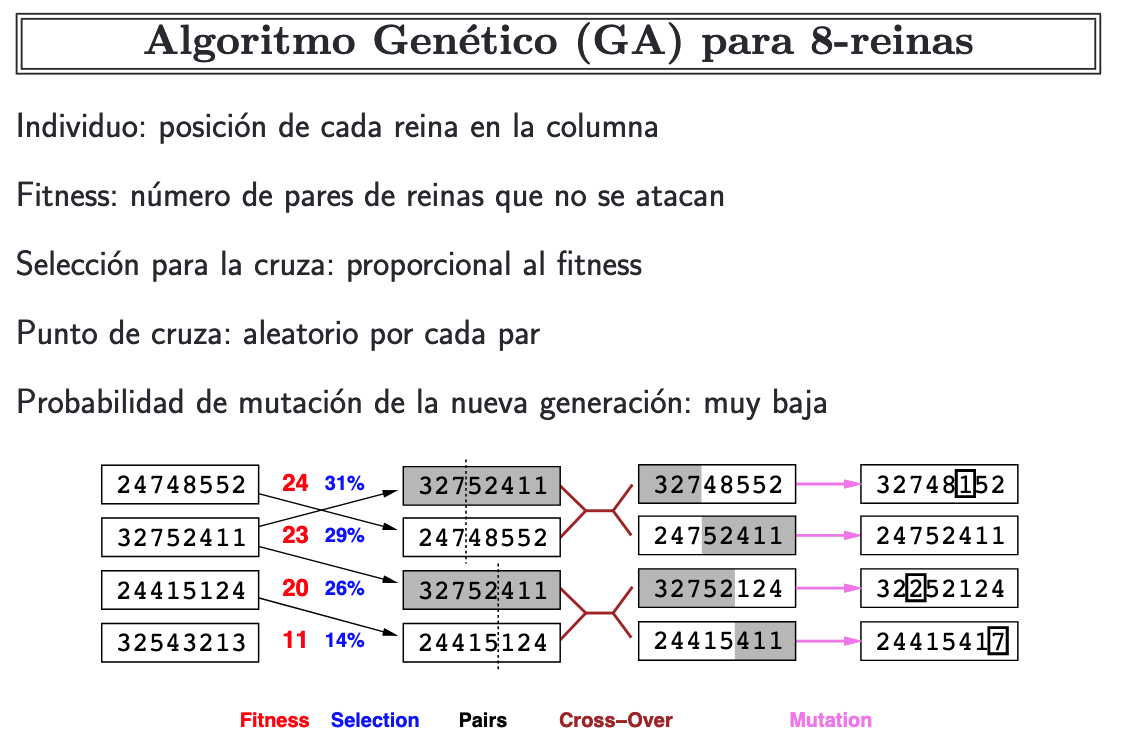 Algoritmo Genético (GA) para 8-reinas
Individuo: posición de cada reina en la columna
Fitness: número de pares de reinas que no se atacan
Selección para la cruza: proporcional al fitness
Punto de cruza: aleatorio por cada par
Probabilidad de mutación de la nueva generación: muy baja
24748552 24 31% 32752411 32748552 32748152
32752411 23 29% 24748552 24752411 24752411
24415124 20 26% 32752411 32752124 32252124
32543213 11 14% 24415124 24415411 24415417
Fitness Selection Pairs Cross–Over Mutation